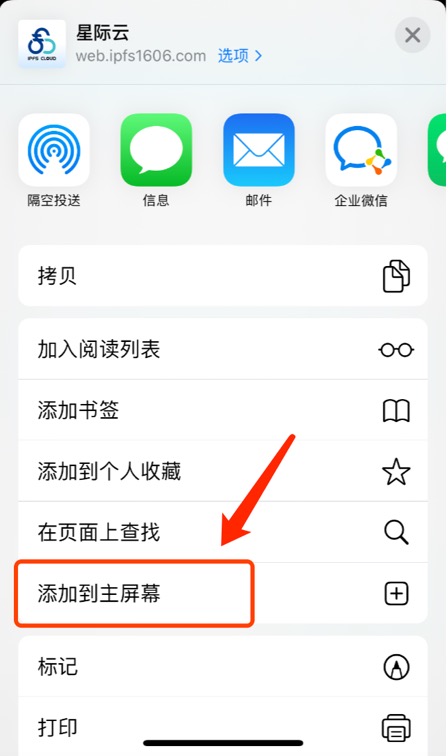 星际云
web.ipfs1606.com 选项 >
IPFS CLOUD
隔空投送 信息 邮件 企业微信
拷贝
加入阅读列表
添加书签
添加到个人收藏
在页面上查找
添加到主屏幕
标记
打印